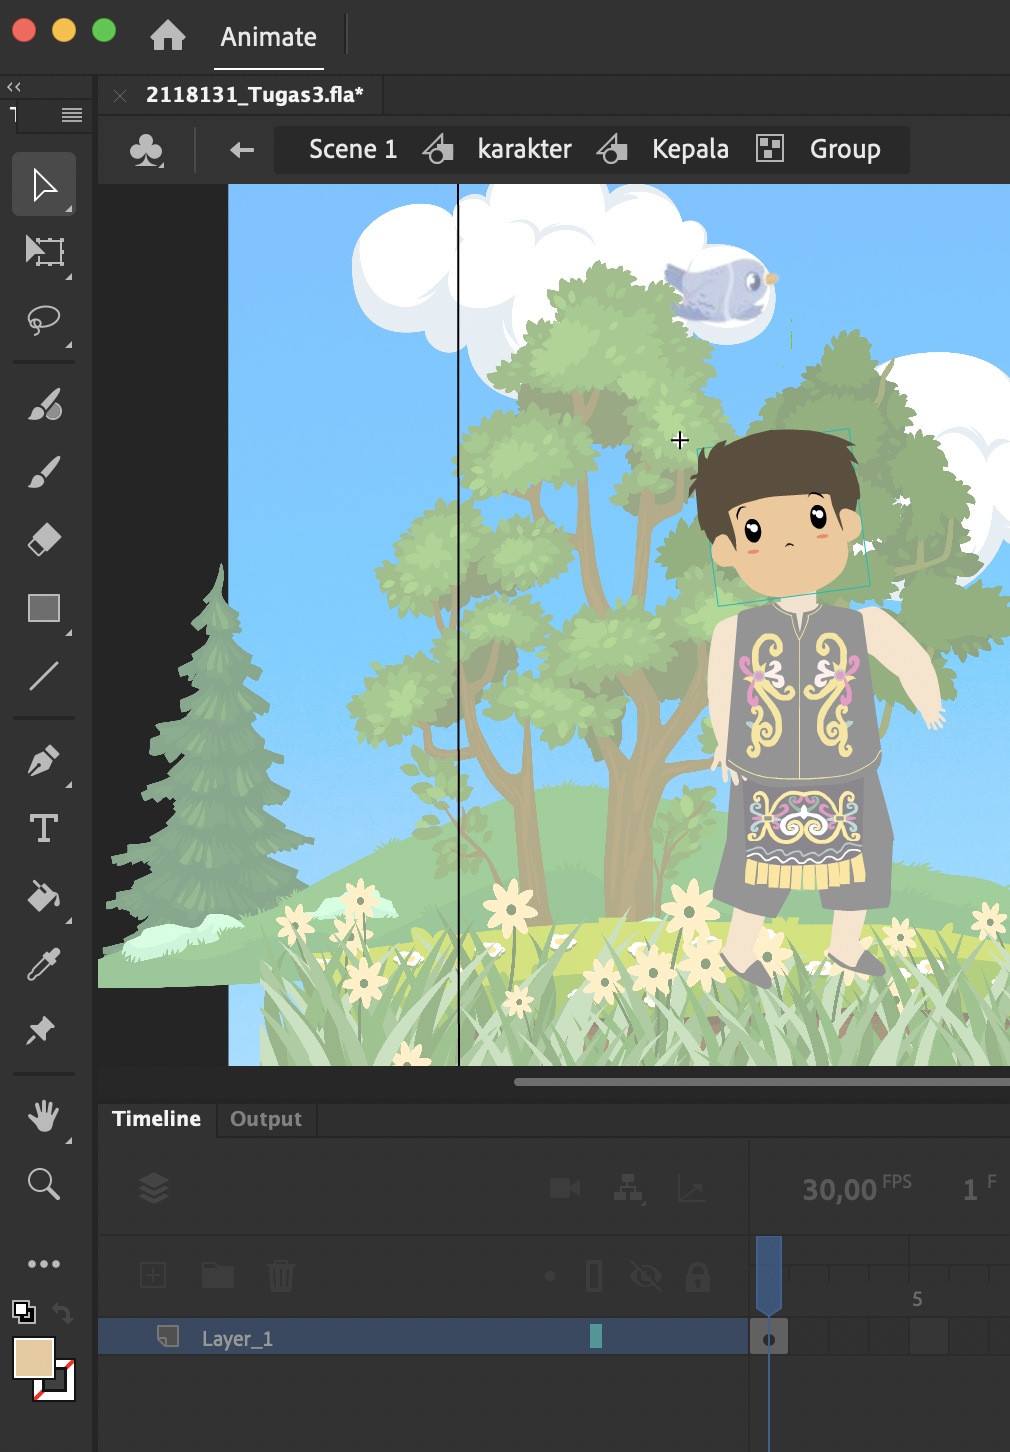 Animate
2118131_Tugas3.fla*
Scene 1 karakter Kepala Group
Timeline Output
30,00 FPS 1 F
5
Layer_1